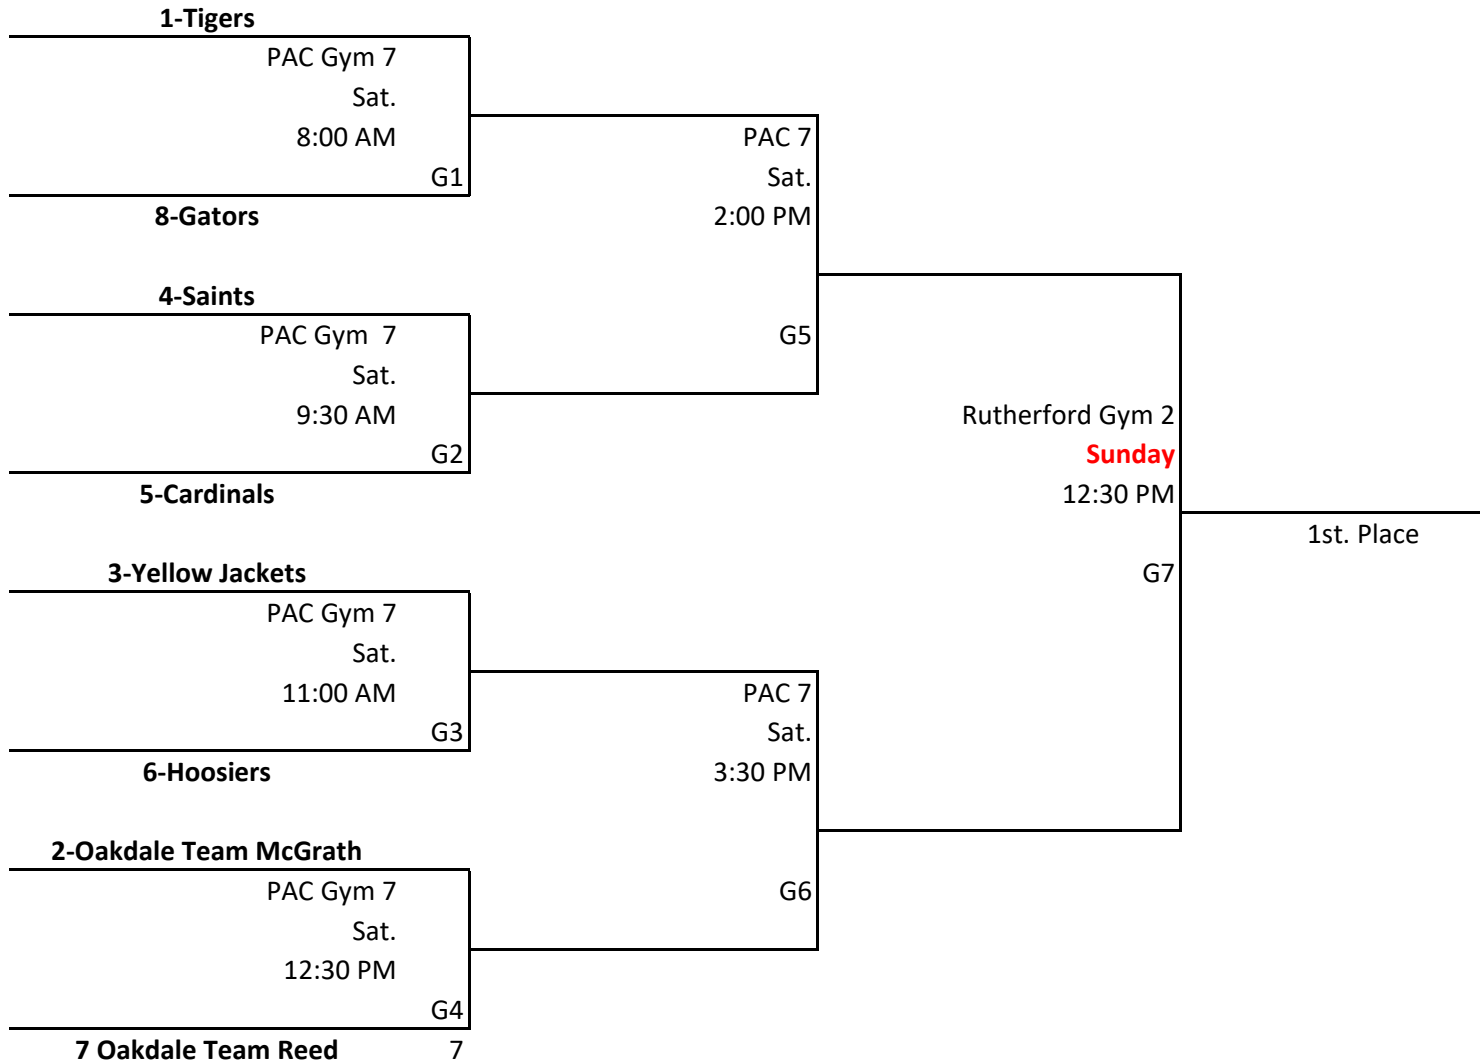 1-Tigers
PAC Gym 7
Sat.
8:00 AM
G1
8-Gators
PAC 7
Sat.
2:00 PM
G5
4-Saints
PAC Gym  7
Sat.
9:30 AM
G2
5-Cardinals
Rutherford Gym 2
Sunday
12:30 PM
G7
1st. Place
3-Yellow Jackets
PAC Gym 7
Sat.
11:00 AM
G3
6-Hoosiers
PAC 7
Sat.
3:30 PM
G6
2-Oakdale Team McGrath
PAC Gym 7
Sat.
12:30 PM
G4
7 Oakdale Team Reed 7